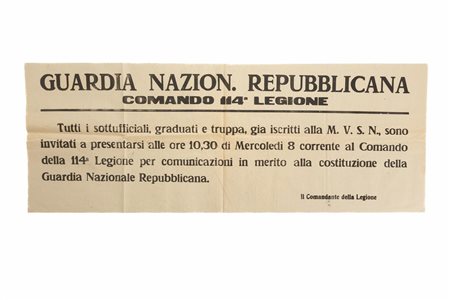 GUARDIA NAZION. REPUBBLICANA
COMANDO 114ª LEGIONE
Tutti i sottufficiali, graduati e truppa, gia iscritti alla M. V. S. N., sono
invitati a presentarsi alle ore 10,30 di Mercoledì 8 corrente al Comando
della 114ª Legione per comunicazioni in merito alla costituzione della
Guardia Nazionale Repubblicana.
Il Comandante della Legione